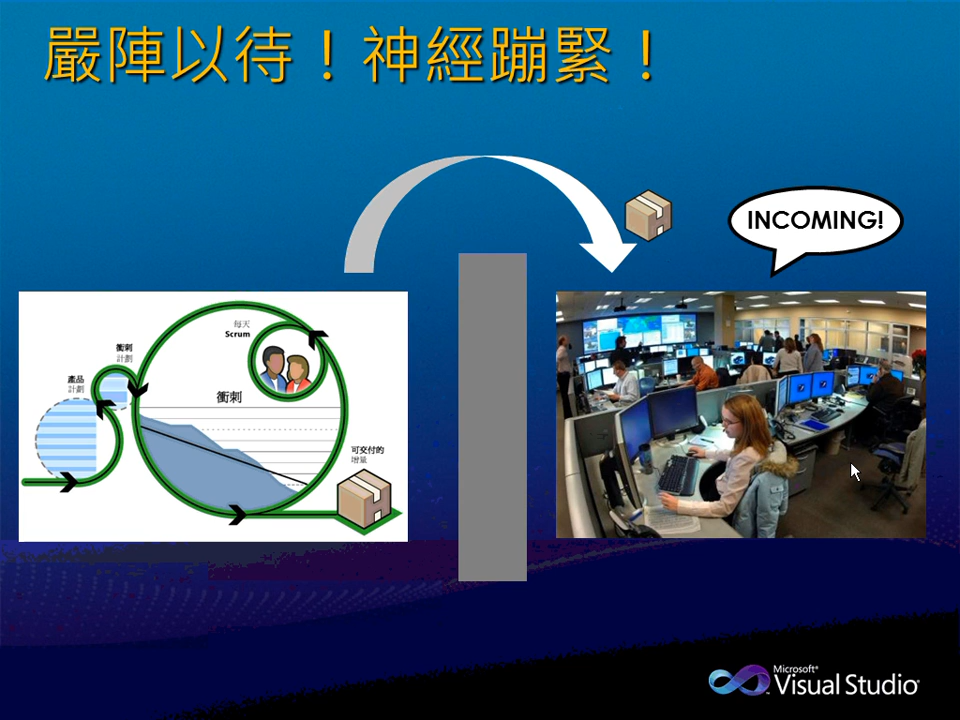 嚴陣以待！神經蹦緊！
INCOMING!
每天
Scrum
衝刺
計劃
產品
計劃
衝刺
可交付的
增量
Microsoft®
Visual Studio®